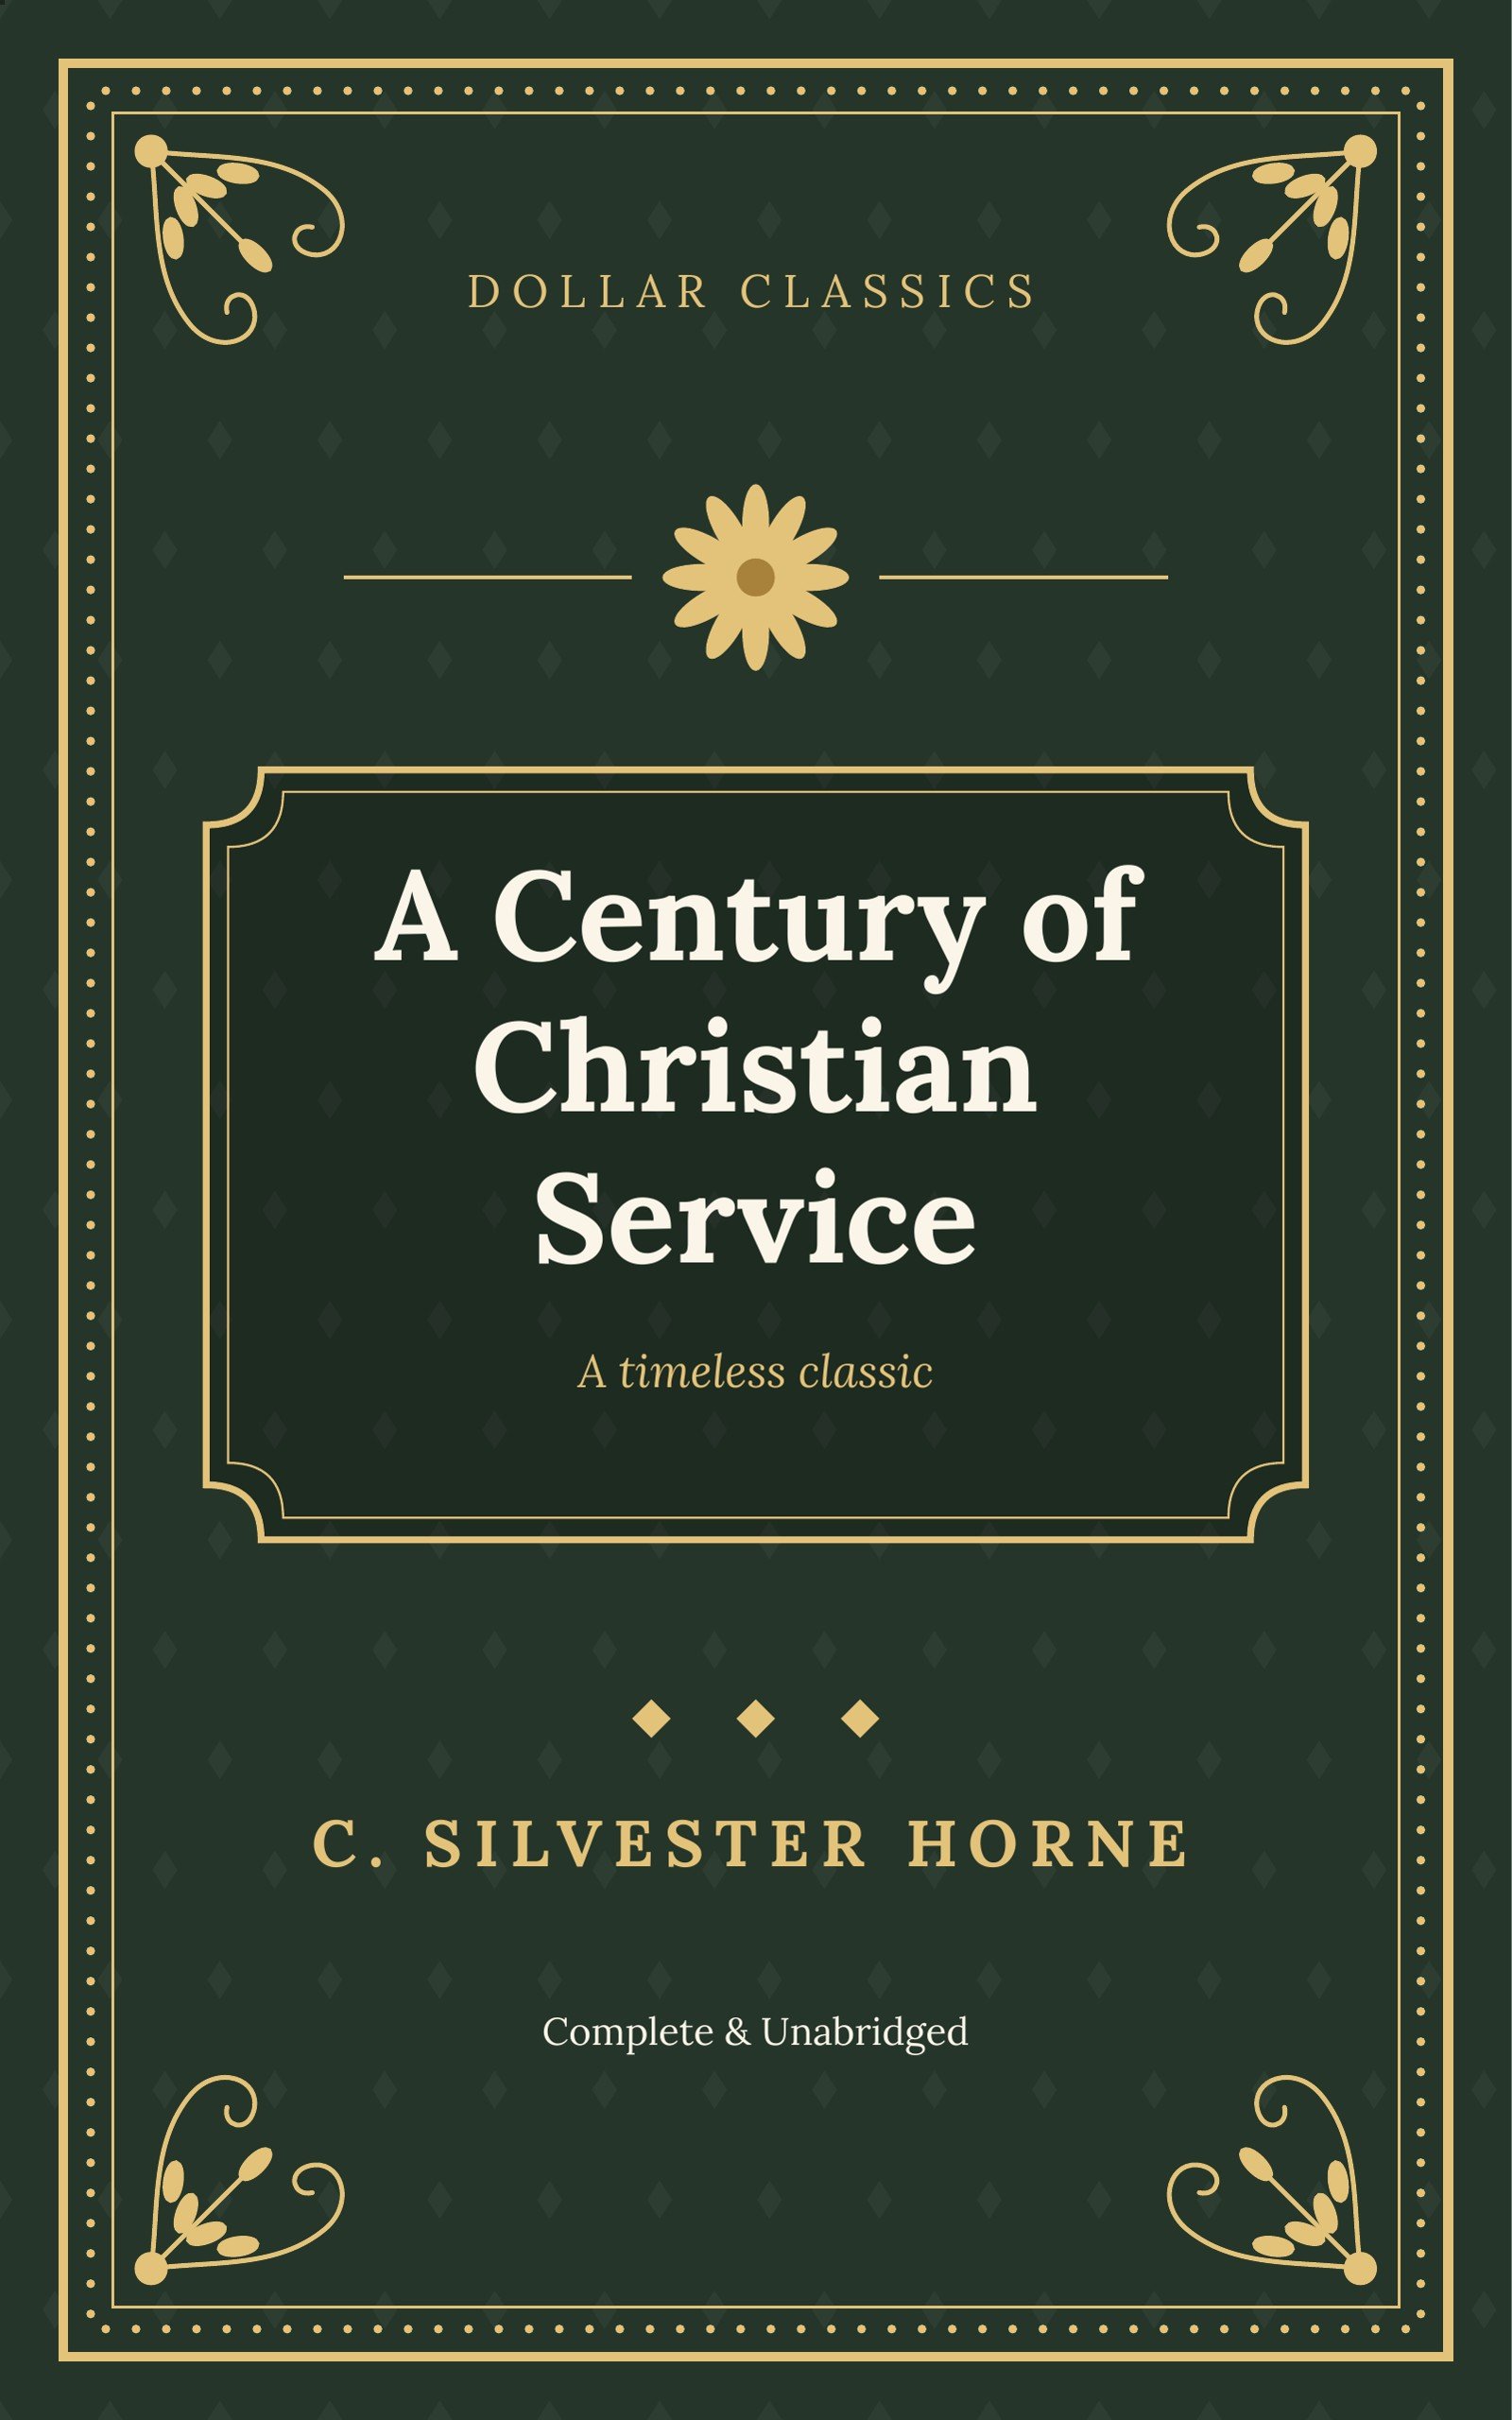 DOLLAR CLASSICS
A Century of
Christian
Service
A timeless classic
C. SILVESTER HORNE
Complete & Unabridged